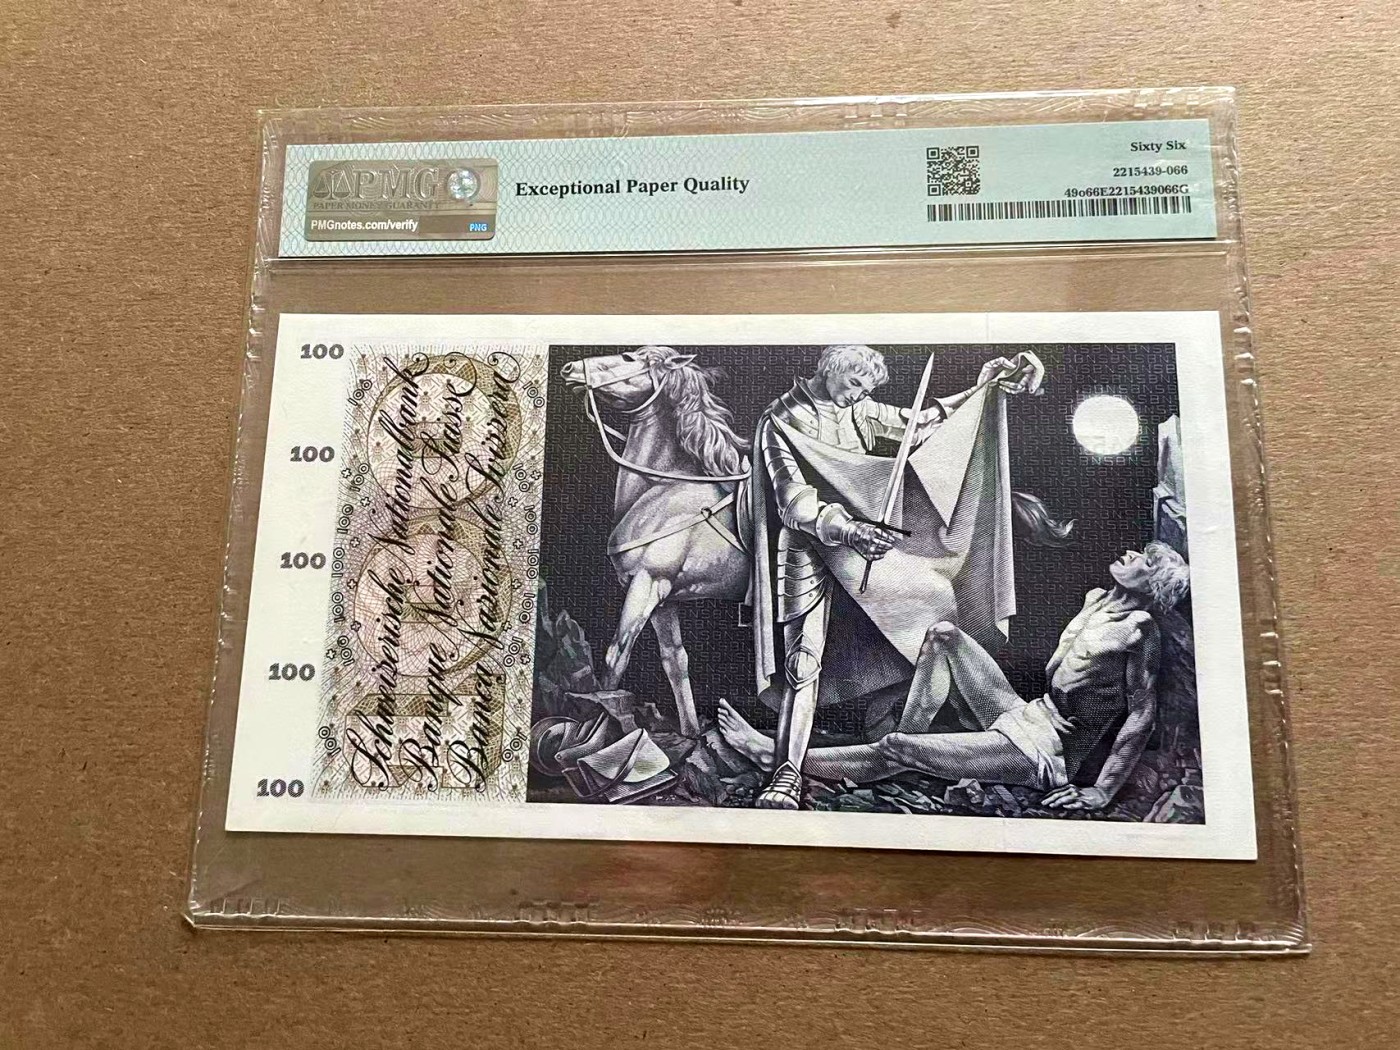 PMG
PAPER MONEY GUARANTY
PMGnotes.com/verify
PNG
Exceptional Paper Quality
Sixty Six
2215439-066
49o66E2215439066G
100
100
100
100
100
Schweizerische Nationalbank
Banque Nationale Suisse
Banca Nazionale Svizzera